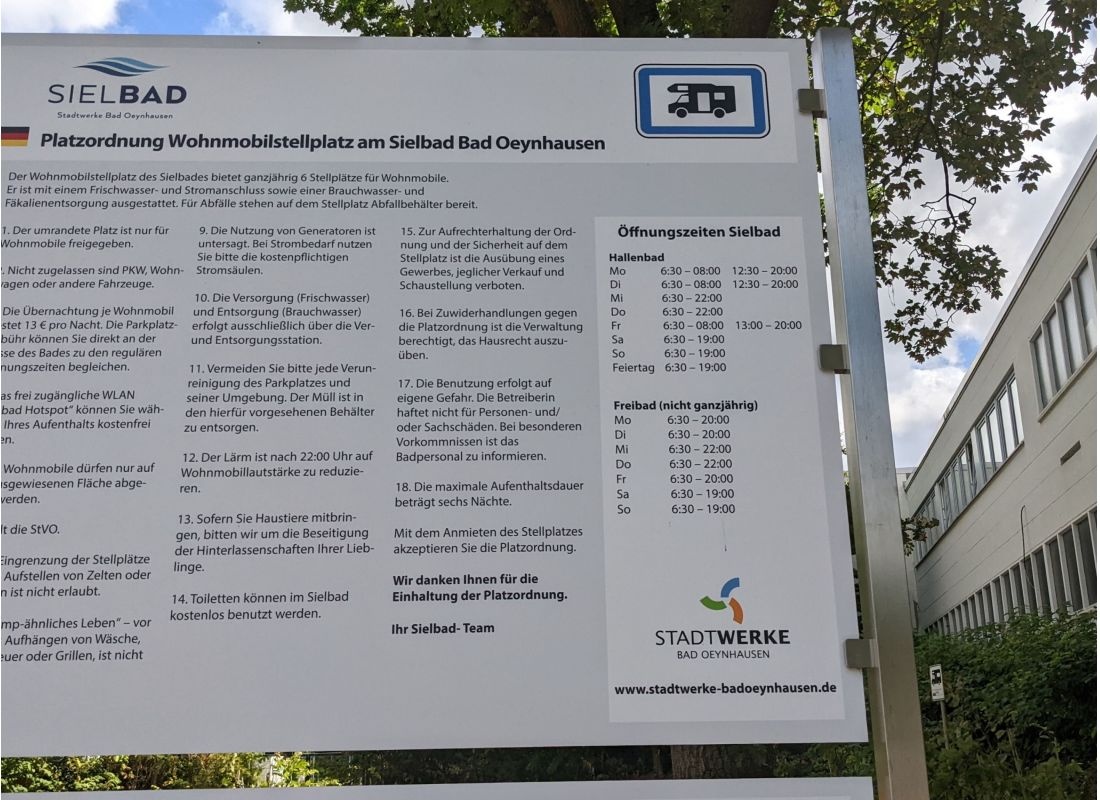 SIELBAD
Stadtwerke Bad Oeynhausen
Platzordnung Wohnmobilstellplatz am Sielbad Bad Oeynhausen
Der Wohnmobilstellplatz des Sielbades bietet ganzjährig 6 Stellplätze für Wohnmobile.
Er ist mit einem Frischwasser- und Stromanschluss sowie einer Brauchwasser- und
Fäkalienentsorgung ausgestattet. Für Abfälle stehen auf dem Stellplatz Abfallbehälter bereit.
1. Der umrandete Platz ist nur für
Wohnmobile freigegeben.
. Nicht zugelassen sind PKW, Wohn-
wagen oder andere Fahrzeuge.
Die Übernachtung je Wohnmobil
stet 13 € pro Nacht. Die Parkplatz-
bühr können Sie direkt an der
sse des Bades zu den regulären
nungszeiten begleichen.
as frei zugängliche WLAN
bad Hotspot“ können Sie wäh-
Ihres Aufenthalts kostenfrei
en.
Wohnmobile dürfen nur auf
usgewiesenen Fläche abge-
werden.
lt die StVO.
Eingrenzung der Stellplätze
Aufstellen von Zelten oder
n ist nicht erlaubt.
mp-ähnliches Leben“ – vor
Aufhängen von Wäsche,
euer oder Grillen, ist nicht
9. Die Nutzung von Generatoren ist
untersagt. Bei Strombedarf nutzen
Sie bitte die kostenpflichtigen
Stromsäulen.
10. Die Versorgung (Frischwasser)
und Entsorgung (Brauchwasser)
erfolgt ausschließlich über die Ver-
und Entsorgungsstation.
11. Vermeiden Sie bitte jede Verun-
reinigung des Parkplatzes und
seiner Umgebung. Der Müll ist in
den hierfür vorgesehenen Behälter
zu entsorgen.
12. Der Lärm ist nach 22:00 Uhr auf
Wohnmobillautstärke zu reduzie-
ren.
13. Sofern Sie Haustiere mitbrin-
gen, bitten wir um die Beseitigung
der Hinterlassenschaften Ihrer Lieb-
linge.
14. Toiletten können im Sielbad
kostenlos benutzt werden.
15. Zur Aufrechterhaltung der Ord-
nung und der Sicherheit auf dem
Stellplatz ist die Ausübung eines
Gewerbes, jeglicher Verkauf und
Schaustellung verboten.
16. Bei Zuwiderhandlungen gegen
die Platzordnung ist die Verwaltung
berechtigt, das Hausrecht auszu-
üben.
17. Die Benutzung erfolgt auf
eigene Gefahr. Die Betreiberin
haftet nicht für Personen- und/
oder Sachschäden. Bei besonderen
Vorkommnissen ist das
Badpersonal zu informieren.
18. Die maximale Aufenthaltsdauer
beträgt sechs Nächte.
Mit dem Anmieten des Stellplatzes
akzeptieren Sie die Platzordnung.
Wir danken Ihnen für die
Einhaltung der Platzordnung.
Ihr Sielbad- Team
Öffnungszeiten Sielbad
Hallenbad
Mo 6:30 – 08:00 12:30 – 20:00
Di 6:30 – 08:00 12:30 – 20:00
Mi 6:30 – 22:00
Do 6:30 – 22:00
Fr 6:30 – 08:00 13:00 – 20:00
Sa 6:30 – 19:00
So 6:30 – 19:00
Feiertag 6:30 – 19:00
Freibad (nicht ganzjährig)
Mo 6:30 – 20:00
Di 6:30 – 20:00
Mi 6:30 – 22:00
Do 6:30 – 22:00
Fr 6:30 – 20:00
Sa 6:30 – 19:00
So 6:30 – 19:00
STADTWERKE
BAD OEYNHAUSEN
www.stadtwerke-badoeynhausen.de